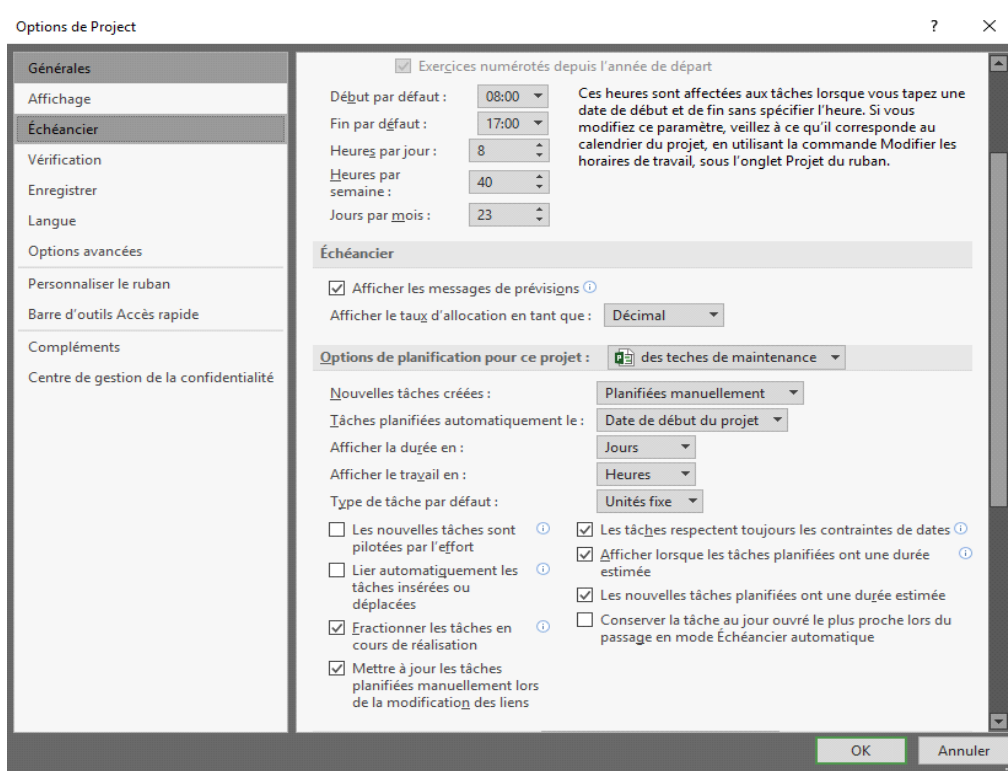 Options de Project
?
Générales
Affichage
Échéancier
Vérification
Enregistrer
Langue
Options avancées
Personnaliser le ruban
Barre d'outils Accès rapide
Compléments
Centre de gestion de la confidentialité
Exercices numérotés depuis l'année de départ
Début par défaut : 08:00
Fin par défaut : 17:00
Heures par jour : 8
Heures par
semaine : 40
Jours par mois : 23
Ces heures sont affectées aux tâches lorsque vous tapez une
date de début et de fin sans spécifier l'heure. Si vous
modifiez ce paramètre, veillez à ce qu'il corresponde au
calendrier du projet, en utilisant la commande Modifier les
horaires de travail, sous l'onglet Projet du ruban.
Échéancier
Afficher les messages de prévisions
Afficher le taux d'allocation en tant que : Décimal
Options de planification pour ce projet : des teches de maintenance
Nouvelles tâches créées : Planifiées manuellement
Tâches planifiées automatiquement le : Date de début du projet
Afficher la durée en : Jours
Afficher le travail en : Heures
Type de tâche par défaut : Unités fixe
Les nouvelles tâches sont
pilotées par l'effort
Lier automatiquement les
tâches insérées ou
déplacées
Fractionner les tâches en
cours de réalisation
Mettre à jour les tâches
planifiées manuellement lors
de la modification des liens
Les tâches respectent toujours les contraintes de dates
Afficher lorsque les tâches planifiées ont une durée
estimée
Les nouvelles tâches planifiées ont une durée estimée
Conserver la tâche au jour ouvré le plus proche lors du
passage en mode Échéancier automatique
OK
Annuler